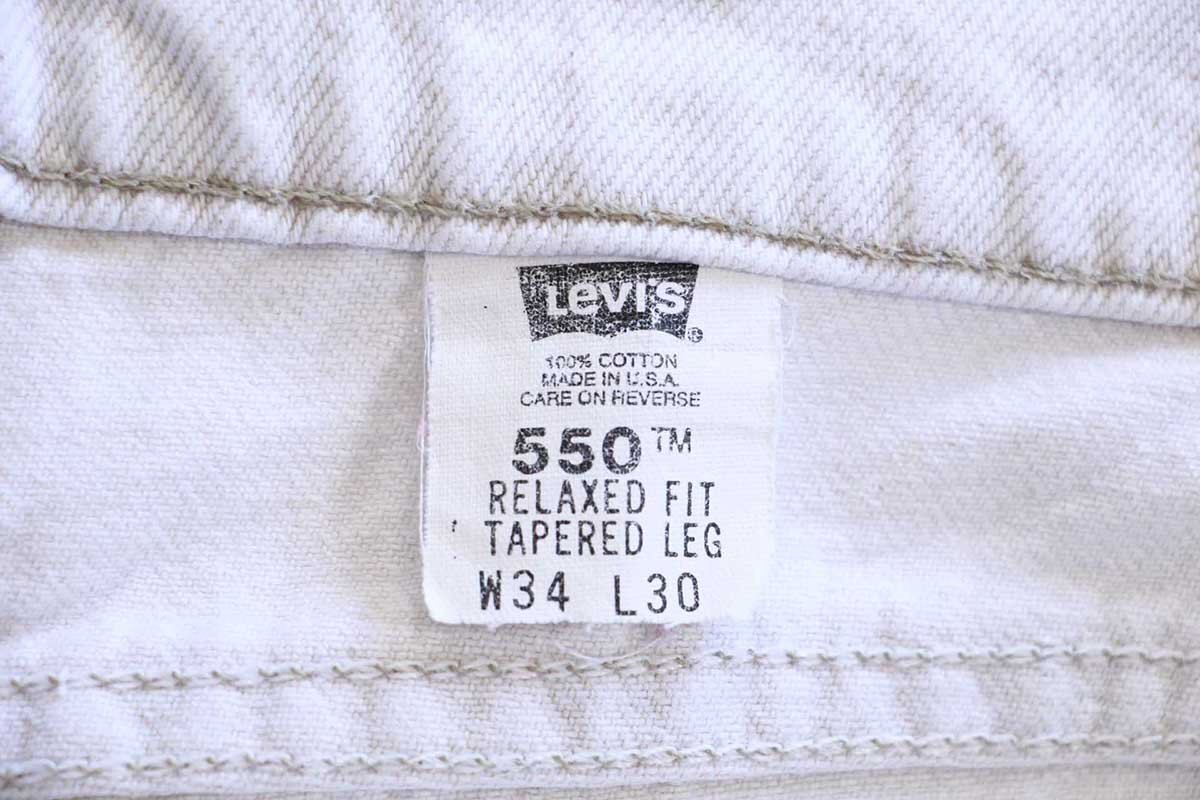 Levi's®
100% COTTON
MADE IN U.S.A.
CARE ON REVERSE
550™
RELAXED FIT
TAPERED LEG
W34 L30